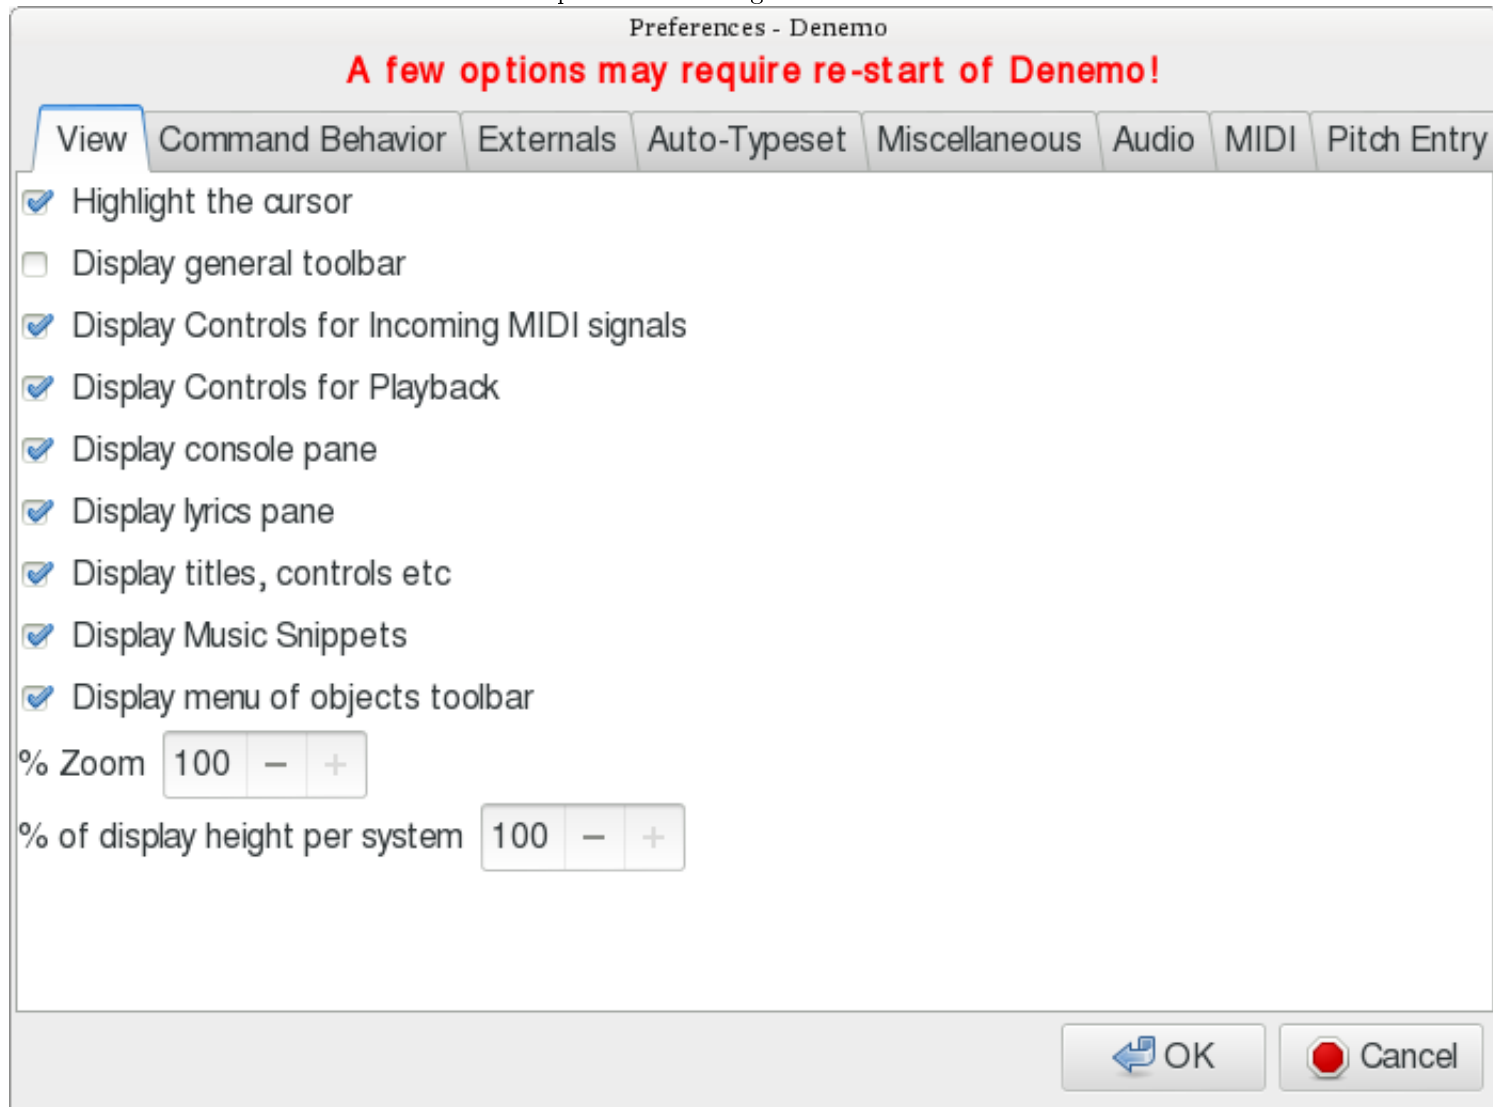 Preferences - Denemo
A few options may require re-start of Denemo!
View Command Behavior Externals Auto-Typeset Miscellaneous Audio MIDI Pitch Entry
Highlight the cursor
Display general toolbar
Display Controls for Incoming MIDI signals
Display Controls for Playback
Display console pane
Display lyrics pane
Display titles, controls etc
Display Music Snippets
Display menu of objects toolbar
% Zoom 100 − +
% of display height per system 100 − +
OK Cancel